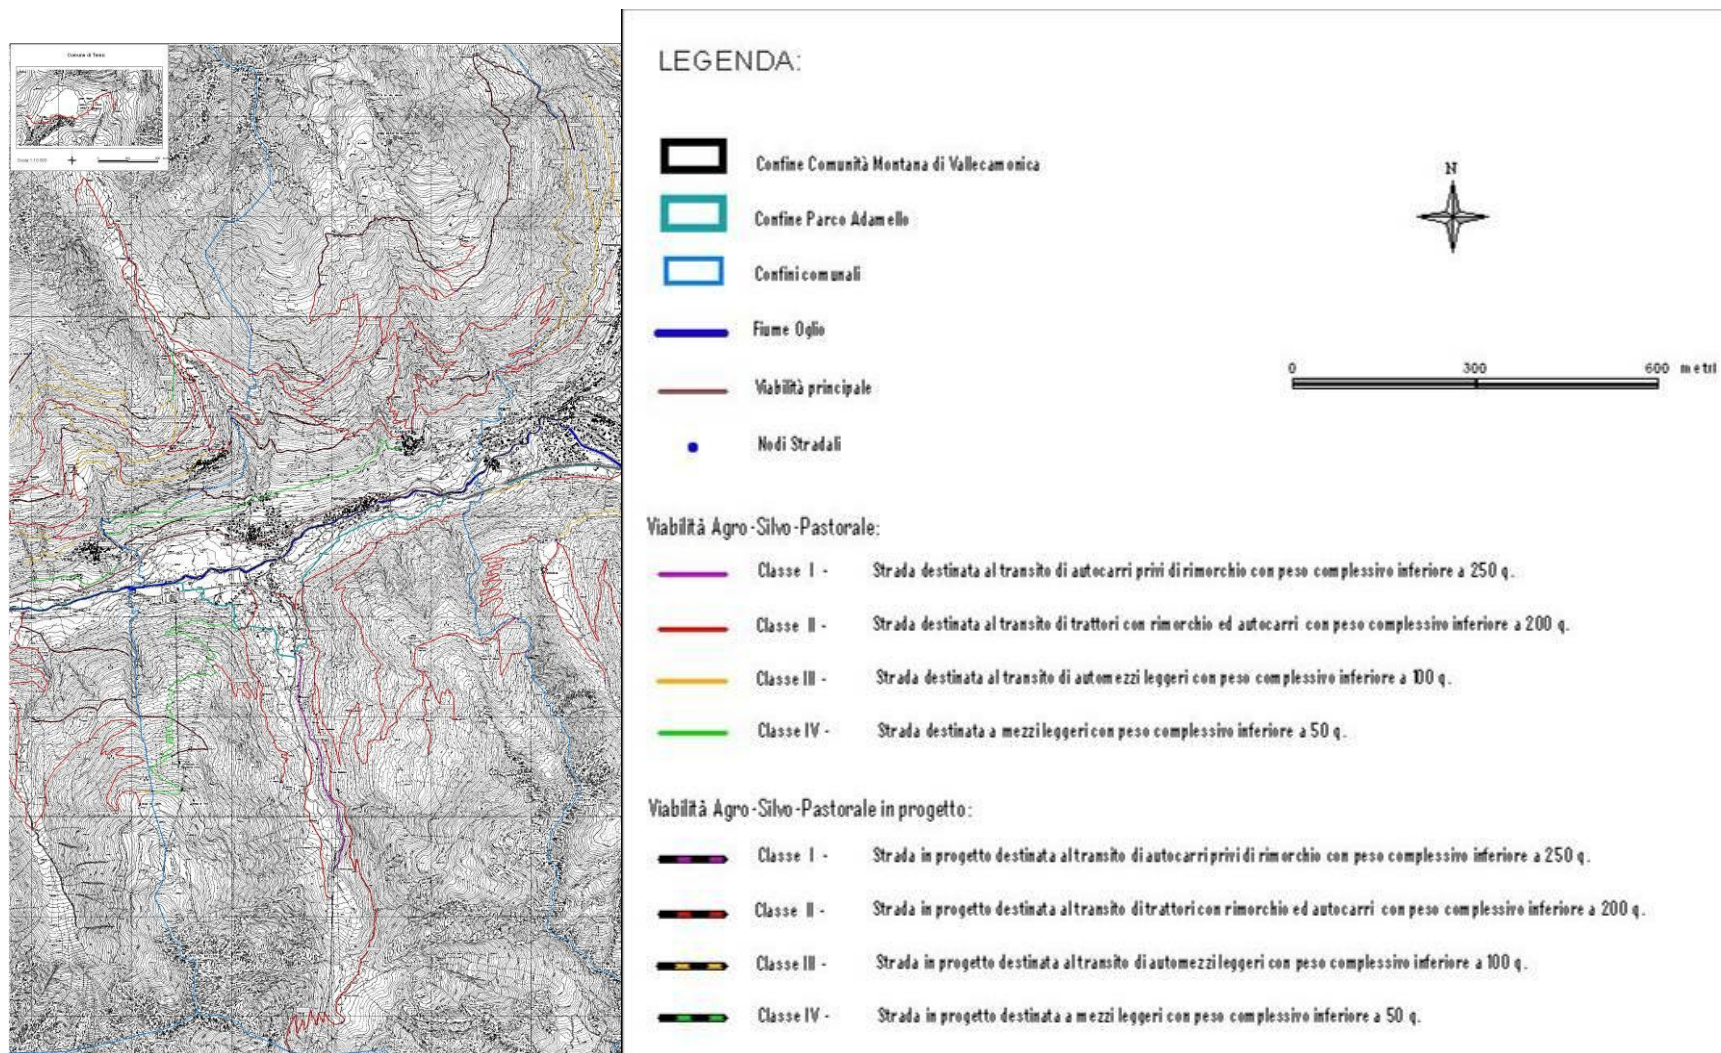 Comune di Temù
LEGENDA:
Confine Comunità Montana di Vallecamonica
Confine Parco Adamello
Confini comunali
Fiume Oglio
Viabilità principale
Nodi Stradali
N
0 300 600 metri
Viabilità Agro-Silvo-Pastorale:
Classe I - Strada destinata al transito di autocarri privi di rimorchio con peso complessivo inferiore a 250 q.
Classe II - Strada destinata al transito di trattori con rimorchio ed autocarri con peso complessivo inferiore a 200 q.
Classe III - Strada destinata al transito di automezzi leggeri con peso complessivo inferiore a 100 q.
Classe IV - Strada destinata a mezzi leggeri con peso complessivo inferiore a 50 q.
Viabilità Agro-Silvo-Pastorale in progetto:
Classe I - Strada in progetto destinata al transito di autocarri privi di rimorchio con peso complessivo inferiore a 250 q.
Classe II - Strada in progetto destinata al transito di trattori con rimorchio ed autocarri con peso complessivo inferiore a 200 q.
Classe III - Strada in progetto destinata al transito di automezzi leggeri con peso complessivo inferiore a 100 q.
Classe IV - Strada in progetto destinata a mezzi leggeri con peso complessivo inferiore a 50 q.